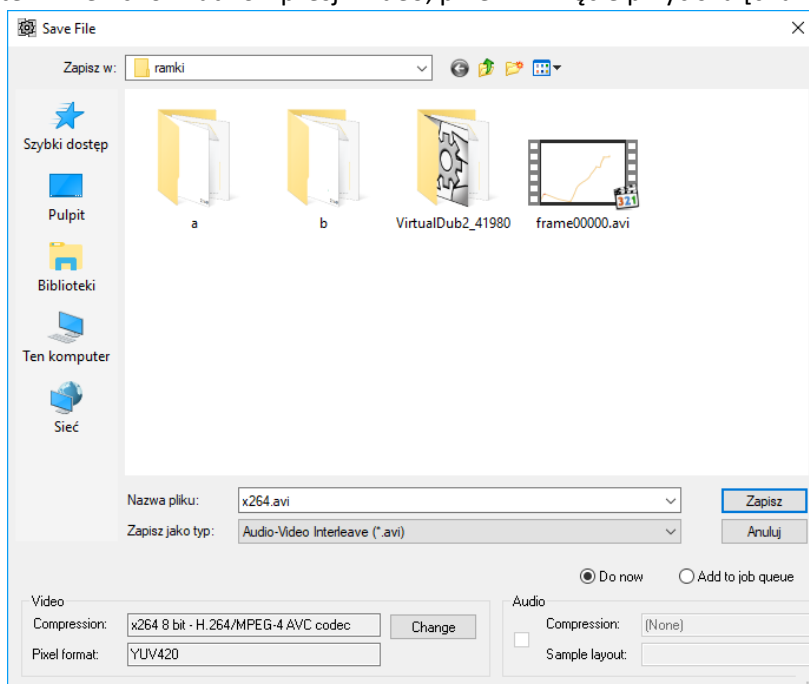 Save File
Zapisz w: ramki
Szybki dostęp
Pulpit
Biblioteki
Ten komputer
Sieć
a
b
VirtualDub2_41980
frame00000.avi
321
Nazwa pliku: x264.avi Zapisz
Zapisz jako typ: Audio-Video Interleave (*.avi) Anuluj
Do now Add to job queue
Video Audio
Compression: x264 8 bit - H.264/MPEG-4 AVC codec Change Compression: (None)
Pixel format: YUV420 Sample layout: